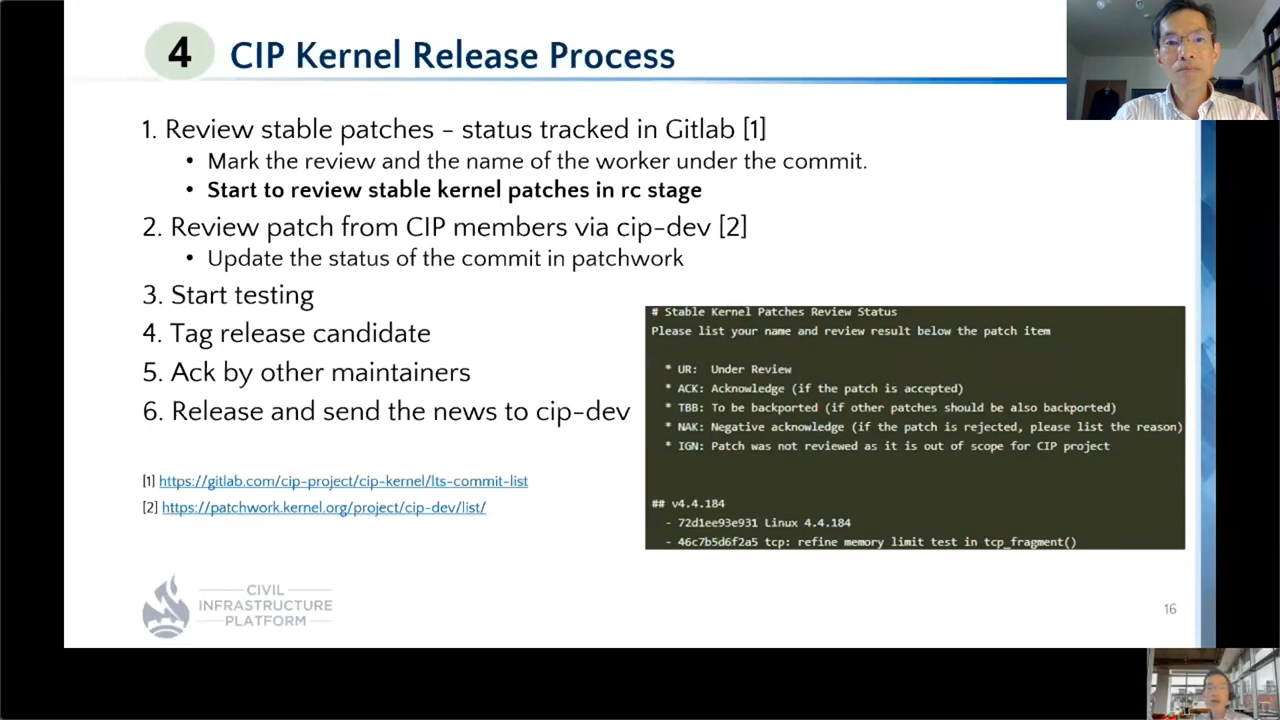 4 CIP Kernel Release Process
1. Review stable patches – status tracked in Gitlab [1]
• Mark the review and the name of the worker under the commit.
• Start to review stable kernel patches in rc stage
2. Review patch from CIP members via cip-dev [2]
• Update the status of the commit in patchwork
3. Start testing
4. Tag release candidate
5. Ack by other maintainers
6. Release and send the news to cip-dev
[1] https://gitlab.com/cip-project/cip-kernel/lts-commit-list
[2] https://patchwork.kernel.org/project/cip-dev/list/
# Stable Kernel Patches Review Status
Please list your name and review result below the patch item
* UR: Under Review
* ACK: Acknowledge (if the patch is accepted)
* TBB: To be backported (if other patches should be also backported)
* NAK: Negative acknowledge (if the patch is rejected, please list the reason)
* IGN: Patch was not reviewed as it is out of scope for CIP project
## v4.4.184
- 72d1ee93e931 Linux 4.4.184
- 46c7b5d6f2a5 tcp: refine memory limit test in tcp_fragment()
CIVIL
INFRASTRUCTURE
PLATFORM
16